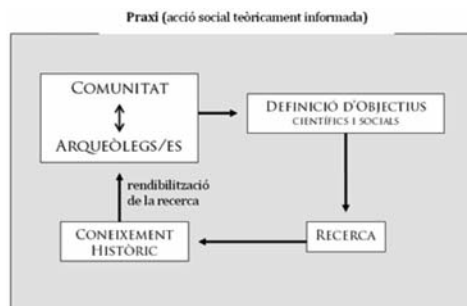 Praxi (acció social teòricament informada)
COMUNITAT
ARQUEÒLEGS/ES
DEFINICIÓ D'OBJECTIUS
CIENTÍFICS I SOCIALS
rendibilització
de la recerca
CONEIXEMENT
HISTÒRIC
RECERCA